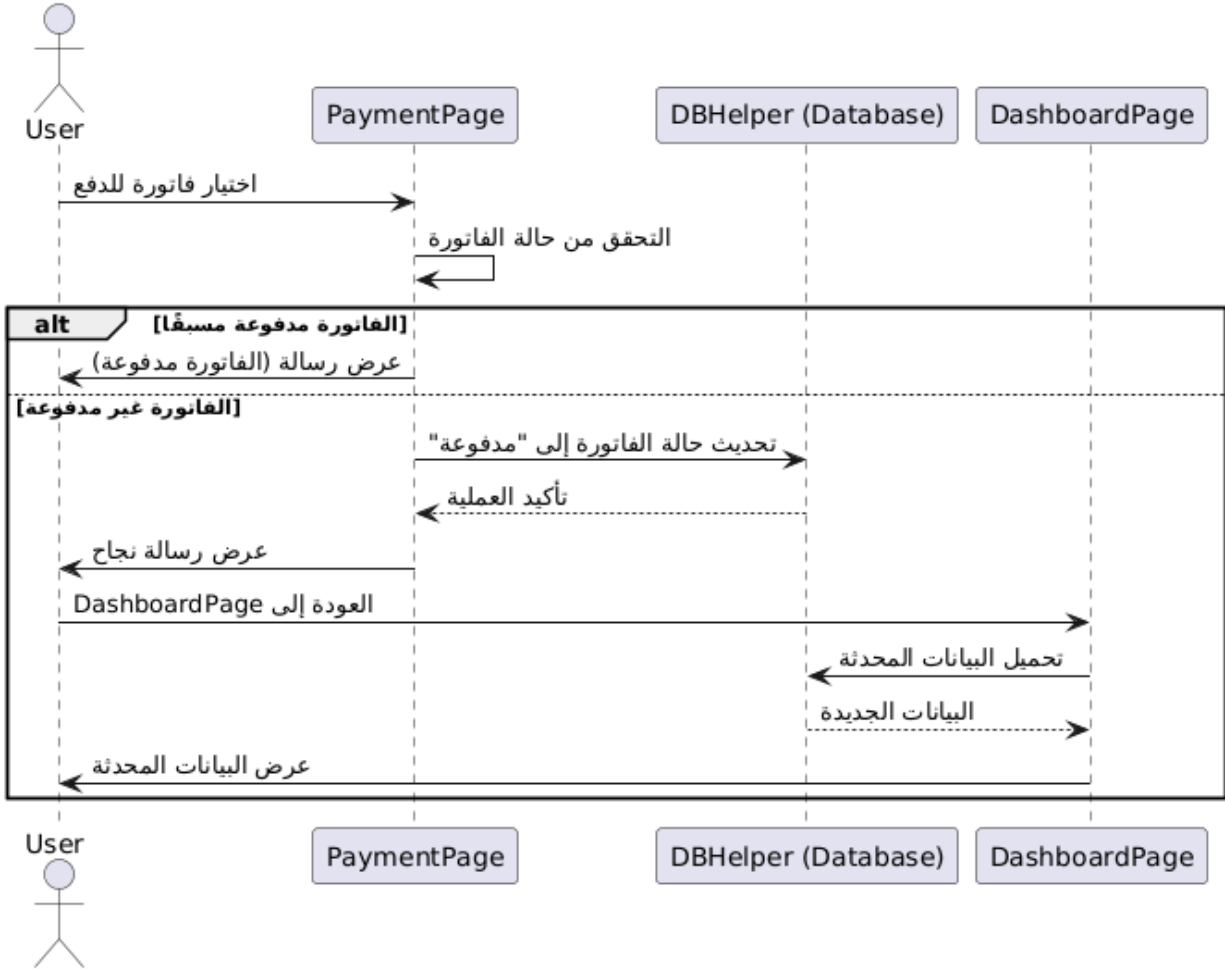 User
PaymentPage
DBHelper (Database)
DashboardPage
اختيار فاتورة للدفع
التحقق من حالة الفاتورة
alt
[الفاتورة مدفوعة مسبقًا]
عرض رسالة (الفاتورة مدفوعة)
[الفاتورة غير مدفوعة]
تحديث حالة الفاتورة إلى "مدفوعة"
تأكيد العملية
عرض رسالة نجاح
العودة إلى DashboardPage
تحميل البيانات المحدثة
البيانات الجديدة
عرض البيانات المحدثة
User
PaymentPage
DBHelper (Database)
DashboardPage